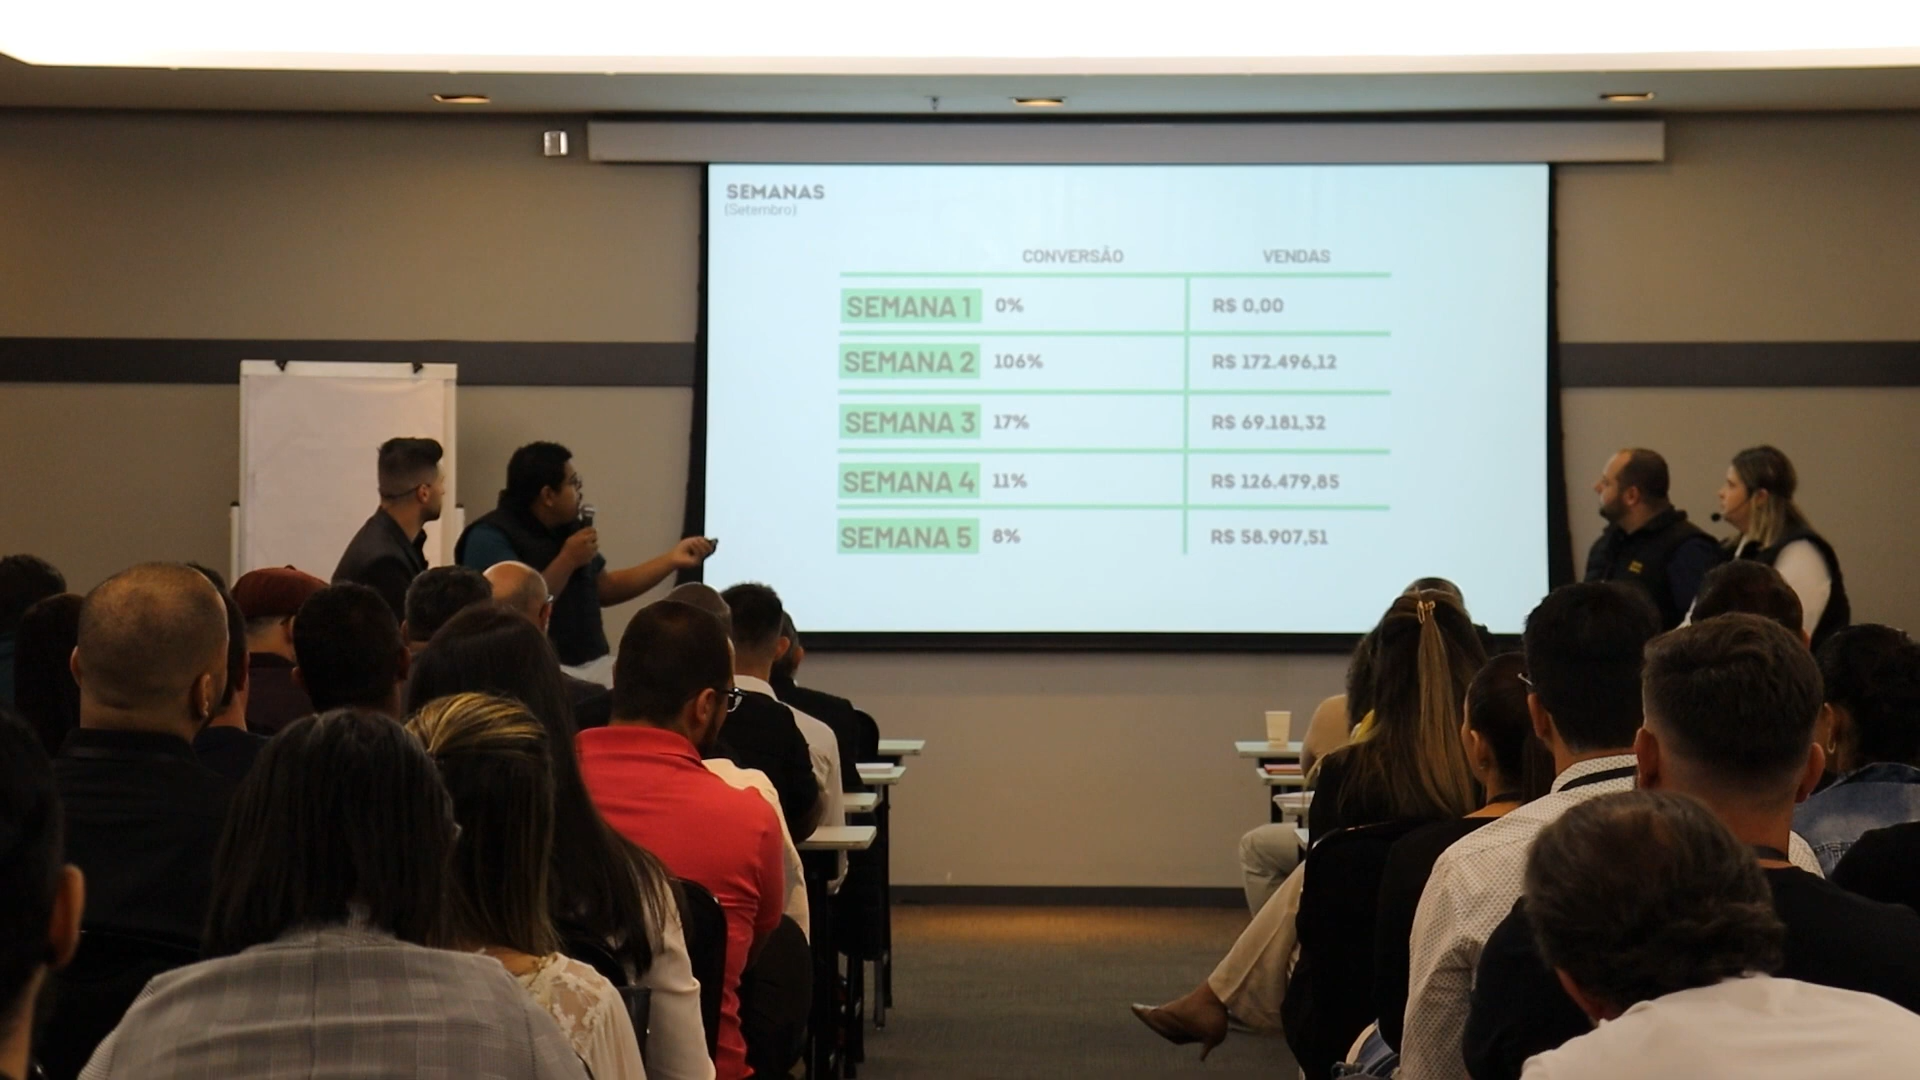 SEMANAS
(Setembro)
CONVERSÃO VENDAS
SEMANA 1 0% R$ 0,00
SEMANA 2 106% R$ 172.496,12
SEMANA 3 17% R$ 69.181,32
SEMANA 4 11% R$ 126.479,85
SEMANA 5 8% R$ 58.907,51